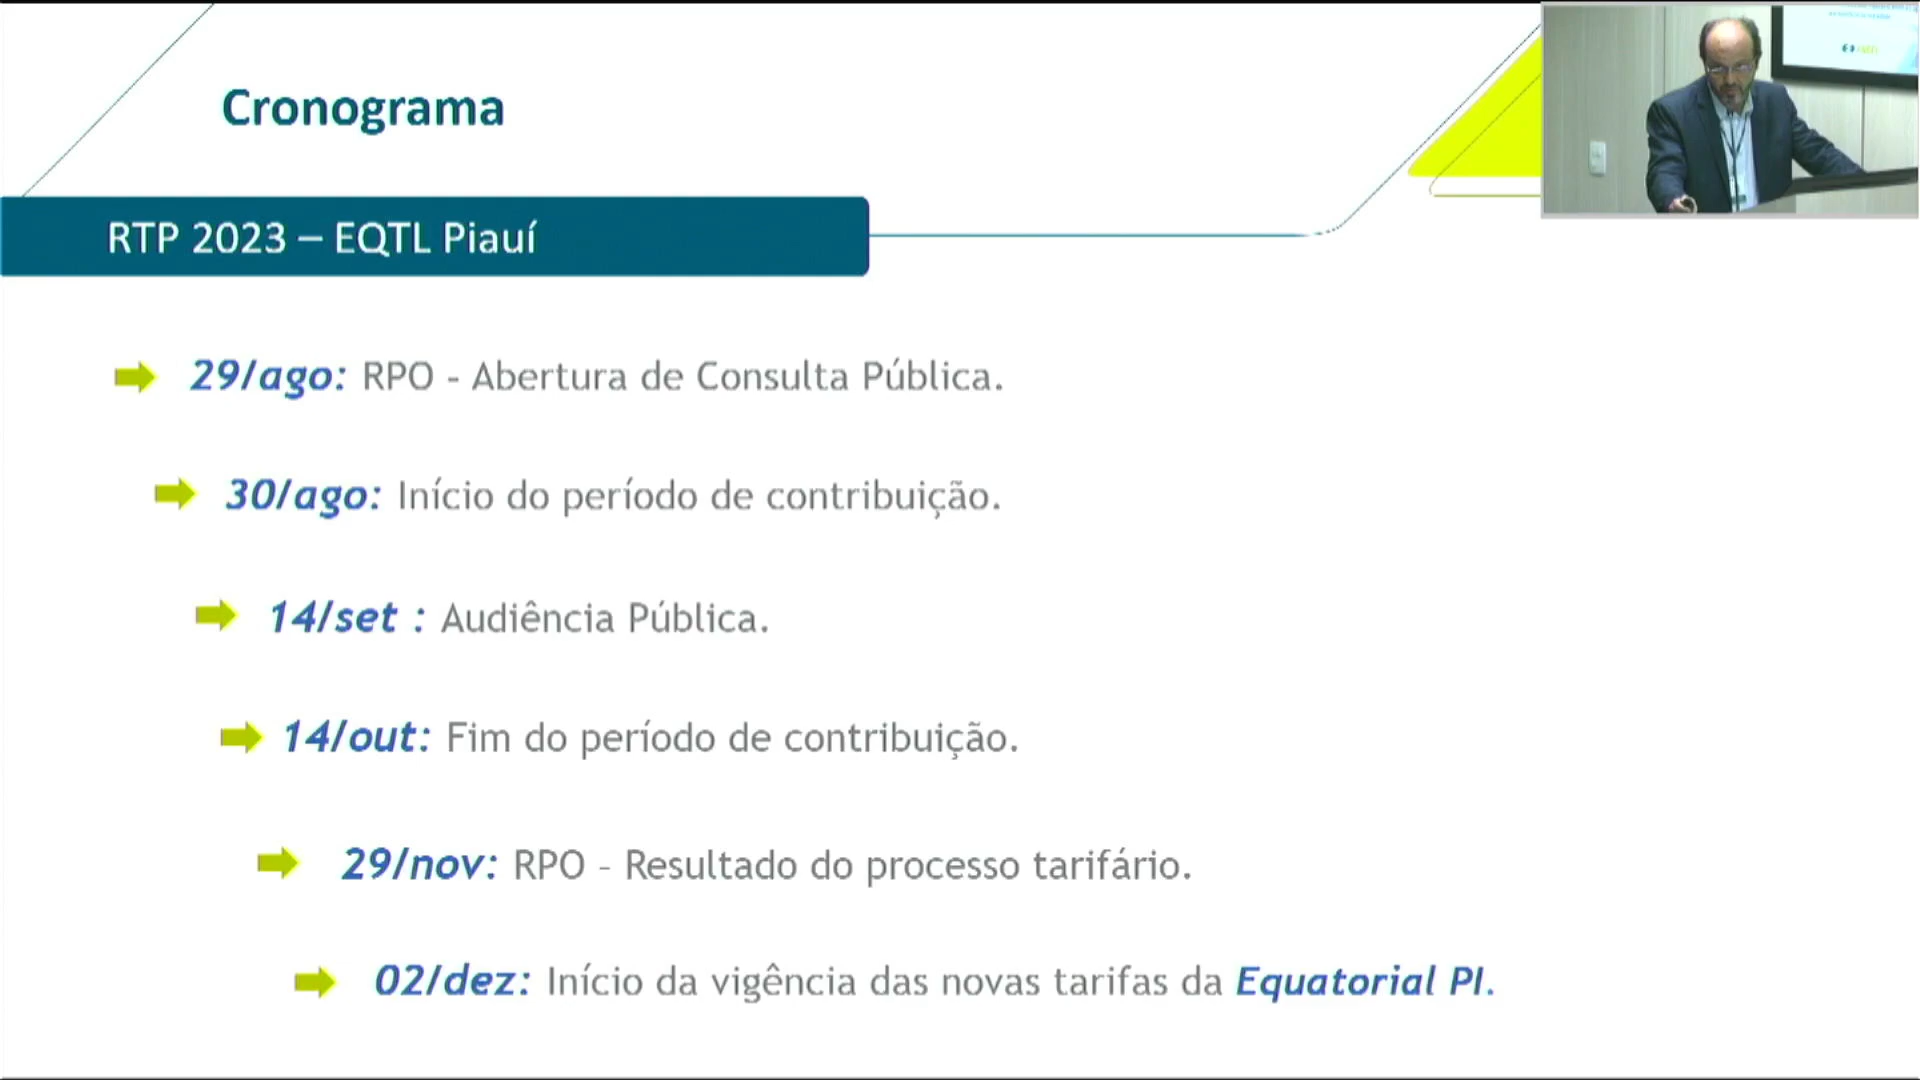 Cronograma
RTP 2023 – EQTL Piauí
29/ago: RPO - Abertura de Consulta Pública.
30/ago: Início do período de contribuição.
14/set : Audiência Pública.
14/out: Fim do período de contribuição.
29/nov: RPO – Resultado do processo tarifário.
02/dez: Início da vigência das novas tarifas da Equatorial PI.